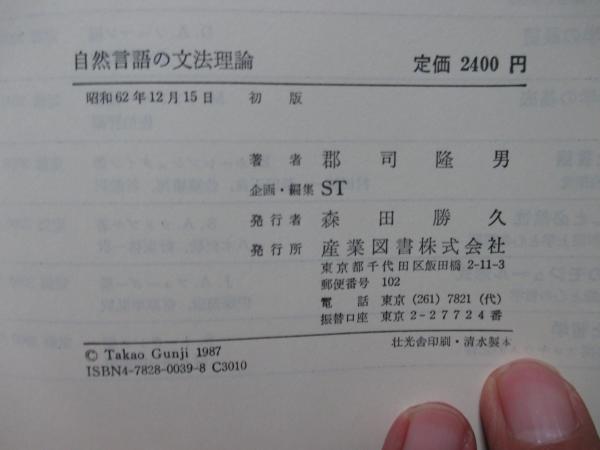 自然言語の文法理論 定価 2400 円
昭和62年12月15日 初版
著者 郡司隆男
企画・編集 ST
発行者 森田勝久
発行所 産業図書株式会社
東京都千代田区飯田橋 2-11-3
郵便番号 102
電話 東京 (261) 7821 (代)
振替口座 東京 2-27724 番
© Takao Gunji 1987
ISBN4-7828-0039-8 C3010
壮光舎印刷・清水製本